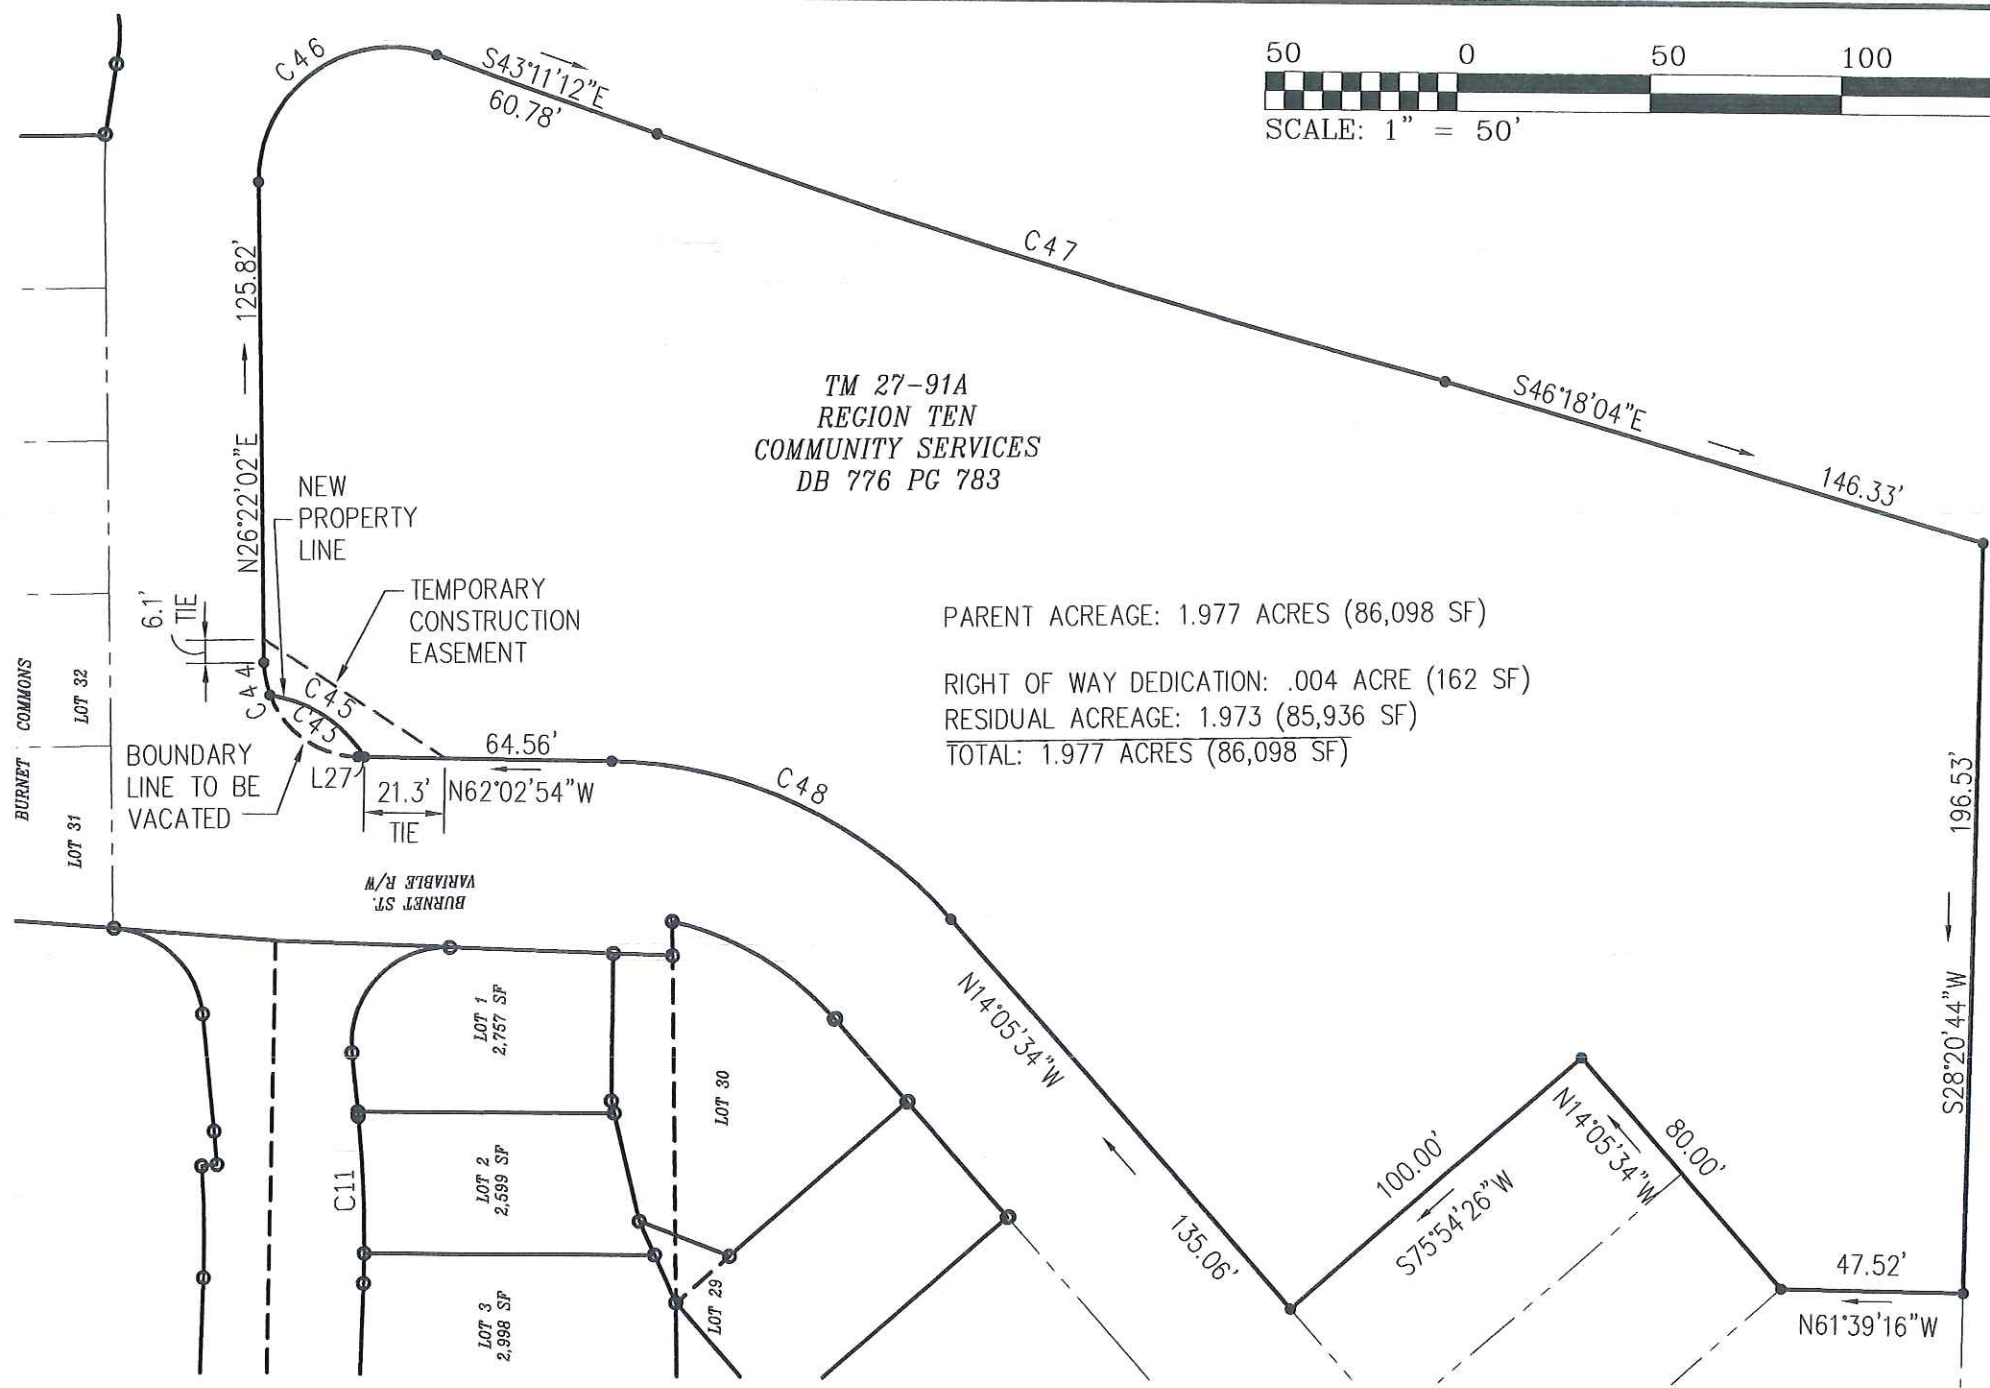 50 0 50 100
SCALE: 1" = 50'
C46
S43°11'12"E
60.78'
C47
S46°18'04"E
146.33'
125.82'
N26°22'02"E
TM 27-91A
REGION TEN
COMMUNITY SERVICES
DB 776 PG 783
NEW
PROPERTY
LINE
TEMPORARY
CONSTRUCTION
EASEMENT
6.1'
TIE
C44
C45
C43
BOUNDARY
LINE TO BE
VACATED
L27
64.56'
21.3'
TIE
N62°02'54"W
C48
PARENT ACREAGE: 1.977 ACRES (86,098 SF)
RIGHT OF WAY DEDICATION: .004 ACRE (162 SF)
RESIDUAL ACREAGE: 1.973 (85,936 SF)
TOTAL: 1.977 ACRES (86,098 SF)
BURNET COMMONS
LOT 32
LOT 31
BURNET ST.
VARIABLE R/W
196.53'
S28°20'44"W
N14°05'34"W
135.06'
100.00'
S75°54'26"W
N14°05'34"W
80.00'
47.52'
N61°39'16"W
LOT 1
2,757 SF
LOT 2
2,599 SF
LOT 3
2,998 SF
C11
LOT 30
LOT 29